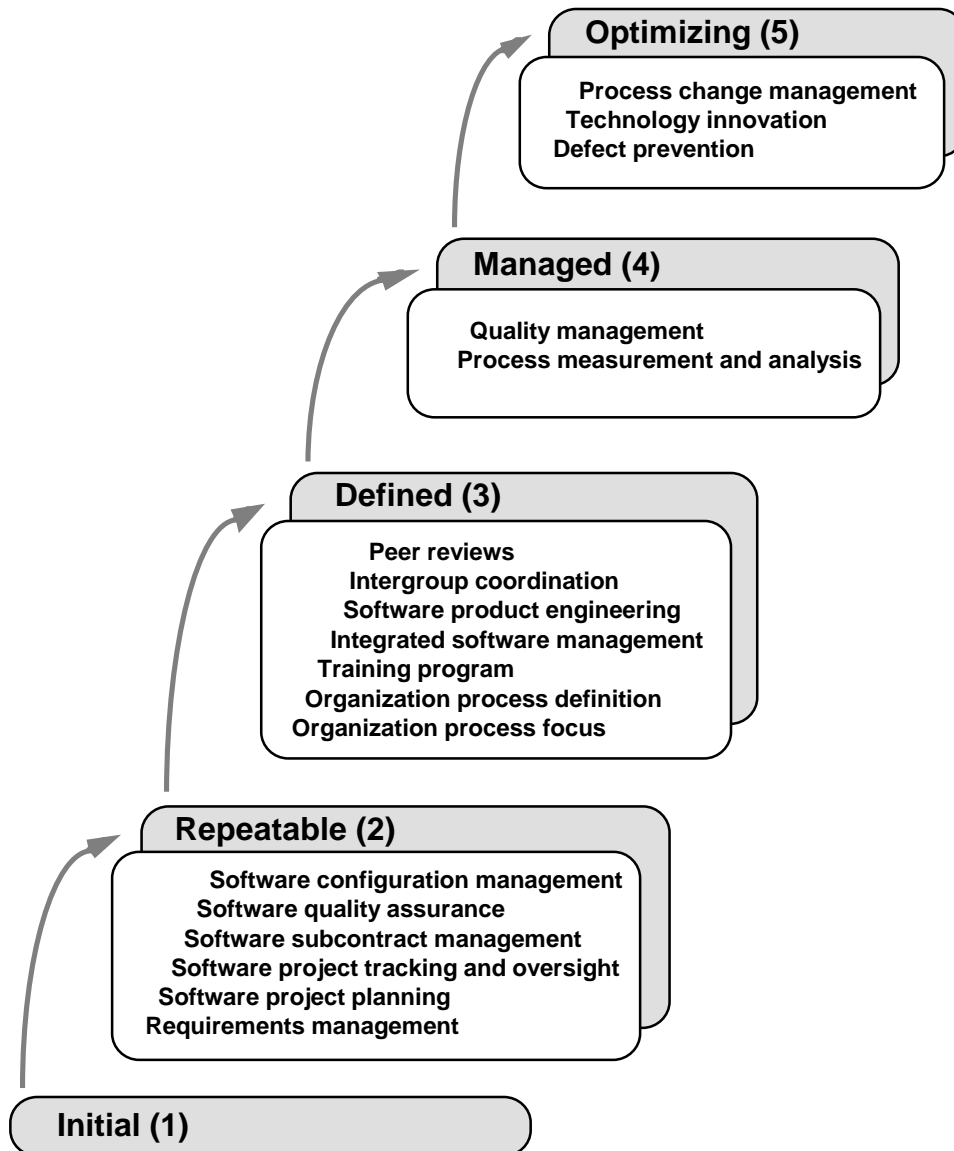 Optimizing (5)
Process change management
Technology innovation
Defect prevention
Managed (4)
Quality management
Process measurement and analysis
Defined (3)
Peer reviews
Intergroup coordination
Software product engineering
Integrated software management
Training program
Organization process definition
Organization process focus
Repeatable (2)
Software configuration management
Software quality assurance
Software subcontract management
Software project tracking and oversight
Software project planning
Requirements management
Initial (1)